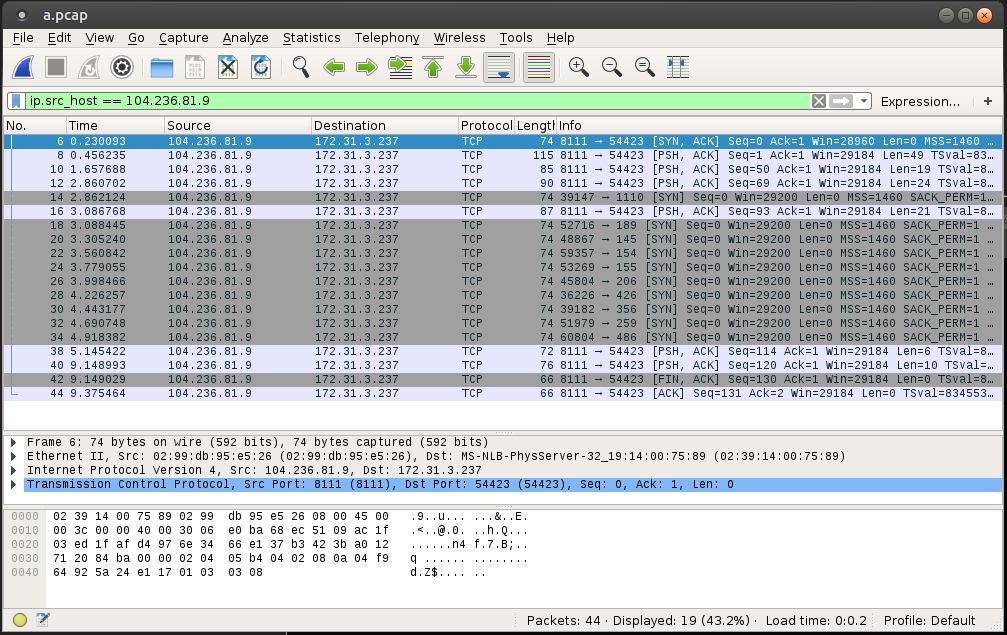 a.pcap
File Edit View Go Capture Analyze Statistics Telephony Wireless Tools Help
ip.src_host == 104.236.81.9 Expression… +
No. Time Source Destination Protocol Length Info
6 0.230093 104.236.81.9 172.31.3.237 TCP 74 8111 → 54423 [SYN, ACK] Seq=0 Ack=1 Win=28960 Len=0 MSS=1460 …
8 0.456235 104.236.81.9 172.31.3.237 TCP 115 8111 → 54423 [PSH, ACK] Seq=1 Ack=1 Win=29184 Len=49 TSval=83…
10 1.657688 104.236.81.9 172.31.3.237 TCP 85 8111 → 54423 [PSH, ACK] Seq=50 Ack=1 Win=29184 Len=19 TSval=8…
12 2.860702 104.236.81.9 172.31.3.237 TCP 90 8111 → 54423 [PSH, ACK] Seq=69 Ack=1 Win=29184 Len=24 TSval=8…
14 2.862124 104.236.81.9 172.31.3.237 TCP 74 39147 → 1110 [SYN] Seq=0 Win=29200 Len=0 MSS=1460 SACK_PERM=1…
16 3.086768 104.236.81.9 172.31.3.237 TCP 87 8111 → 54423 [PSH, ACK] Seq=93 Ack=1 Win=29184 Len=21 TSval=8…
18 3.088445 104.236.81.9 172.31.3.237 TCP 74 52716 → 189 [SYN] Seq=0 Win=29200 Len=0 MSS=1460 SACK_PERM=1 …
20 3.305240 104.236.81.9 172.31.3.237 TCP 74 48867 → 145 [SYN] Seq=0 Win=29200 Len=0 MSS=1460 SACK_PERM=1 …
22 3.560842 104.236.81.9 172.31.3.237 TCP 74 59357 → 154 [SYN] Seq=0 Win=29200 Len=0 MSS=1460 SACK_PERM=1 …
24 3.779055 104.236.81.9 172.31.3.237 TCP 74 53269 → 155 [SYN] Seq=0 Win=29200 Len=0 MSS=1460 SACK_PERM=1 …
26 3.998466 104.236.81.9 172.31.3.237 TCP 74 45804 → 206 [SYN] Seq=0 Win=29200 Len=0 MSS=1460 SACK_PERM=1 …
28 4.226257 104.236.81.9 172.31.3.237 TCP 74 36226 → 426 [SYN] Seq=0 Win=29200 Len=0 MSS=1460 SACK_PERM=1 …
30 4.443177 104.236.81.9 172.31.3.237 TCP 74 39182 → 356 [SYN] Seq=0 Win=29200 Len=0 MSS=1460 SACK_PERM=1 …
32 4.690748 104.236.81.9 172.31.3.237 TCP 74 51979 → 259 [SYN] Seq=0 Win=29200 Len=0 MSS=1460 SACK_PERM=1 …
34 4.918382 104.236.81.9 172.31.3.237 TCP 74 60804 → 486 [SYN] Seq=0 Win=29200 Len=0 MSS=1460 SACK_PERM=1 …
38 5.145422 104.236.81.9 172.31.3.237 TCP 72 8111 → 54423 [PSH, ACK] Seq=114 Ack=1 Win=29184 Len=6 TSval=8…
40 9.148993 104.236.81.9 172.31.3.237 TCP 76 8111 → 54423 [PSH, ACK] Seq=120 Ack=1 Win=29184 Len=10 TSval=…
42 9.149029 104.236.81.9 172.31.3.237 TCP 66 8111 → 54423 [FIN, ACK] Seq=130 Ack=1 Win=29184 Len=0 TSval=8…
44 9.375464 104.236.81.9 172.31.3.237 TCP 66 8111 → 54423 [ACK] Seq=131 Ack=2 Win=29184 Len=0 TSval=834553…
Frame 6: 74 bytes on wire (592 bits), 74 bytes captured (592 bits)
Ethernet II, Src: 02:99:db:95:e5:26 (02:99:db:95:e5:26), Dst: MS-NLB-PhysServer-32_19:14:00:75:89 (02:39:14:00:75:89)
Internet Protocol Version 4, Src: 104.236.81.9, Dst: 172.31.3.237
Transmission Control Protocol, Src Port: 8111 (8111), Dst Port: 54423 (54423), Seq: 0, Ack: 1, Len: 0
0000 02 39 14 00 75 89 02 99 db 95 e5 26 08 00 45 00 .9..u... ...&..E.
0010 00 3c 00 00 40 00 30 06 e0 ba 68 ec 51 09 ac 1f .<..@.0. ..h.Q...
0020 03 ed 1f af d4 97 6e 34 66 e1 37 b3 42 3b a0 12 ......n4 f.7.B;..
0030 71 20 84 ba 00 00 02 04 05 b4 04 02 08 0a 04 f9 q ...... ........
0040 64 92 5a 24 e1 17 01 03 03 08 d.Z$.... ..
Packets: 44 · Displayed: 19 (43.2%) · Load time: 0:0.2 Profile: Default